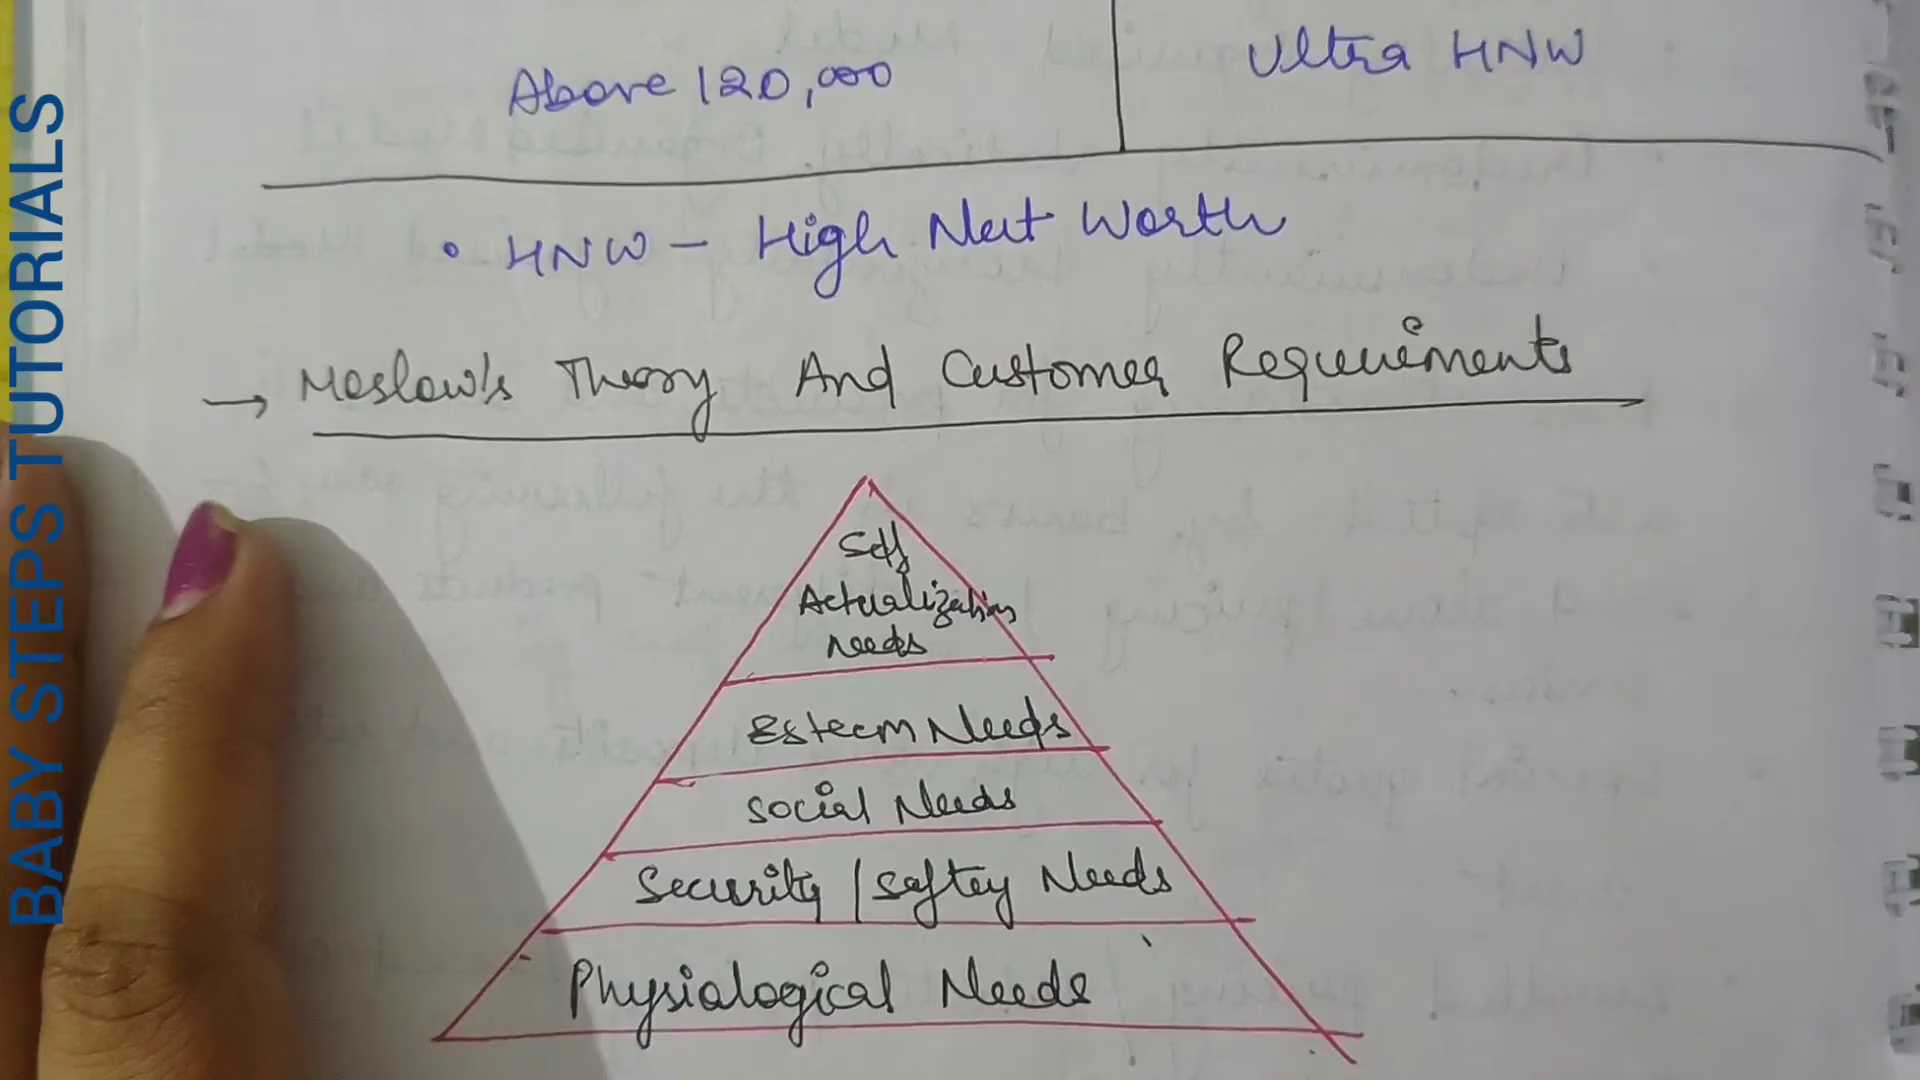 BABY STEPS TUTORIALS
Above 120,000
Ultra HNW
• HNW - High Net Worth
→ Maslow's Theory And Customer Requirements
Self
Actualization
Needs
Esteem Needs
Social Needs
Security / Saftey Needs
Physiological Needs